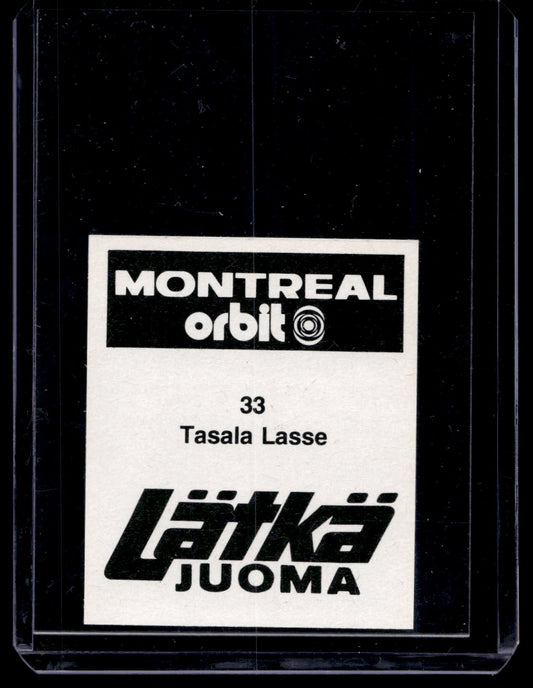 MONTREAL
orbit
33
Tasala Lasse
Lätkä
JUOMA